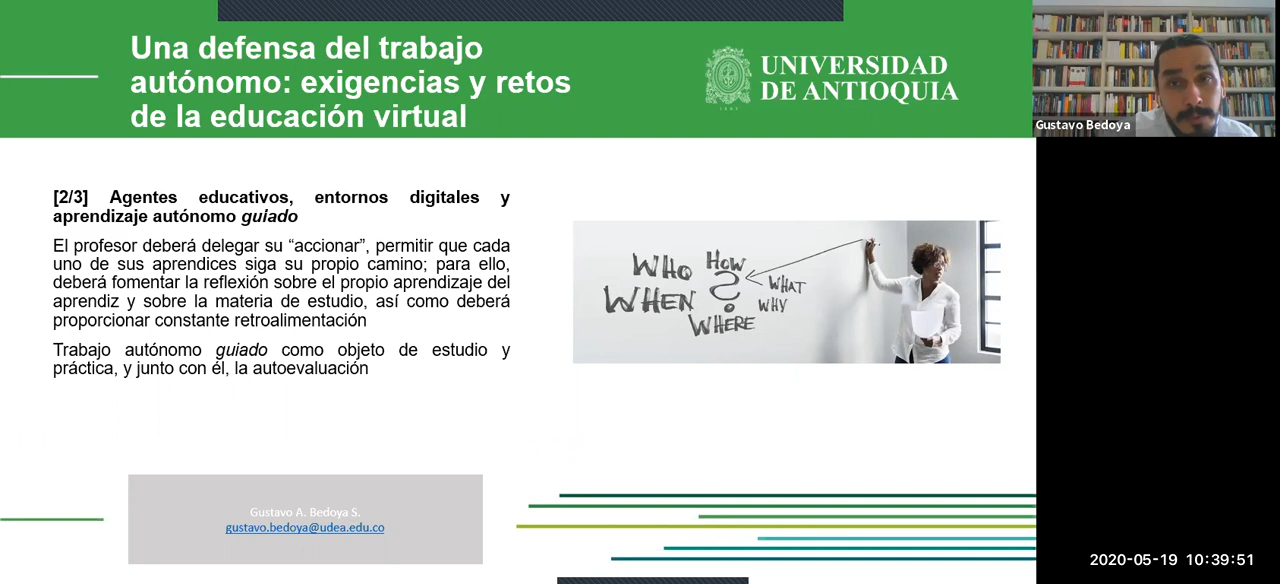 Una defensa del trabajo
autónomo: exigencias y retos
de la educación virtual
UNIVERSIDAD
DE ANTIOQUIA
Gustavo Bedoya
[2/3] Agentes educativos, entornos digitales y
aprendizaje autónomo guiado
El profesor deberá delegar su “accionar”, permitir que cada
uno de sus aprendices siga su propio camino; para ello,
deberá fomentar la reflexión sobre el propio aprendizaje del
aprendiz y sobre la materia de estudio, así como deberá
proporcionar constante retroalimentación
Trabajo autónomo guiado como objeto de estudio y
práctica, y junto con él, la autoevaluación
WHO
HOW
WHAT
WHEN
?
WHY
WHERE
Gustavo A. Bedoya S.
gustavo.bedoya@udea.edu.co
2020-05-19 10:39:51